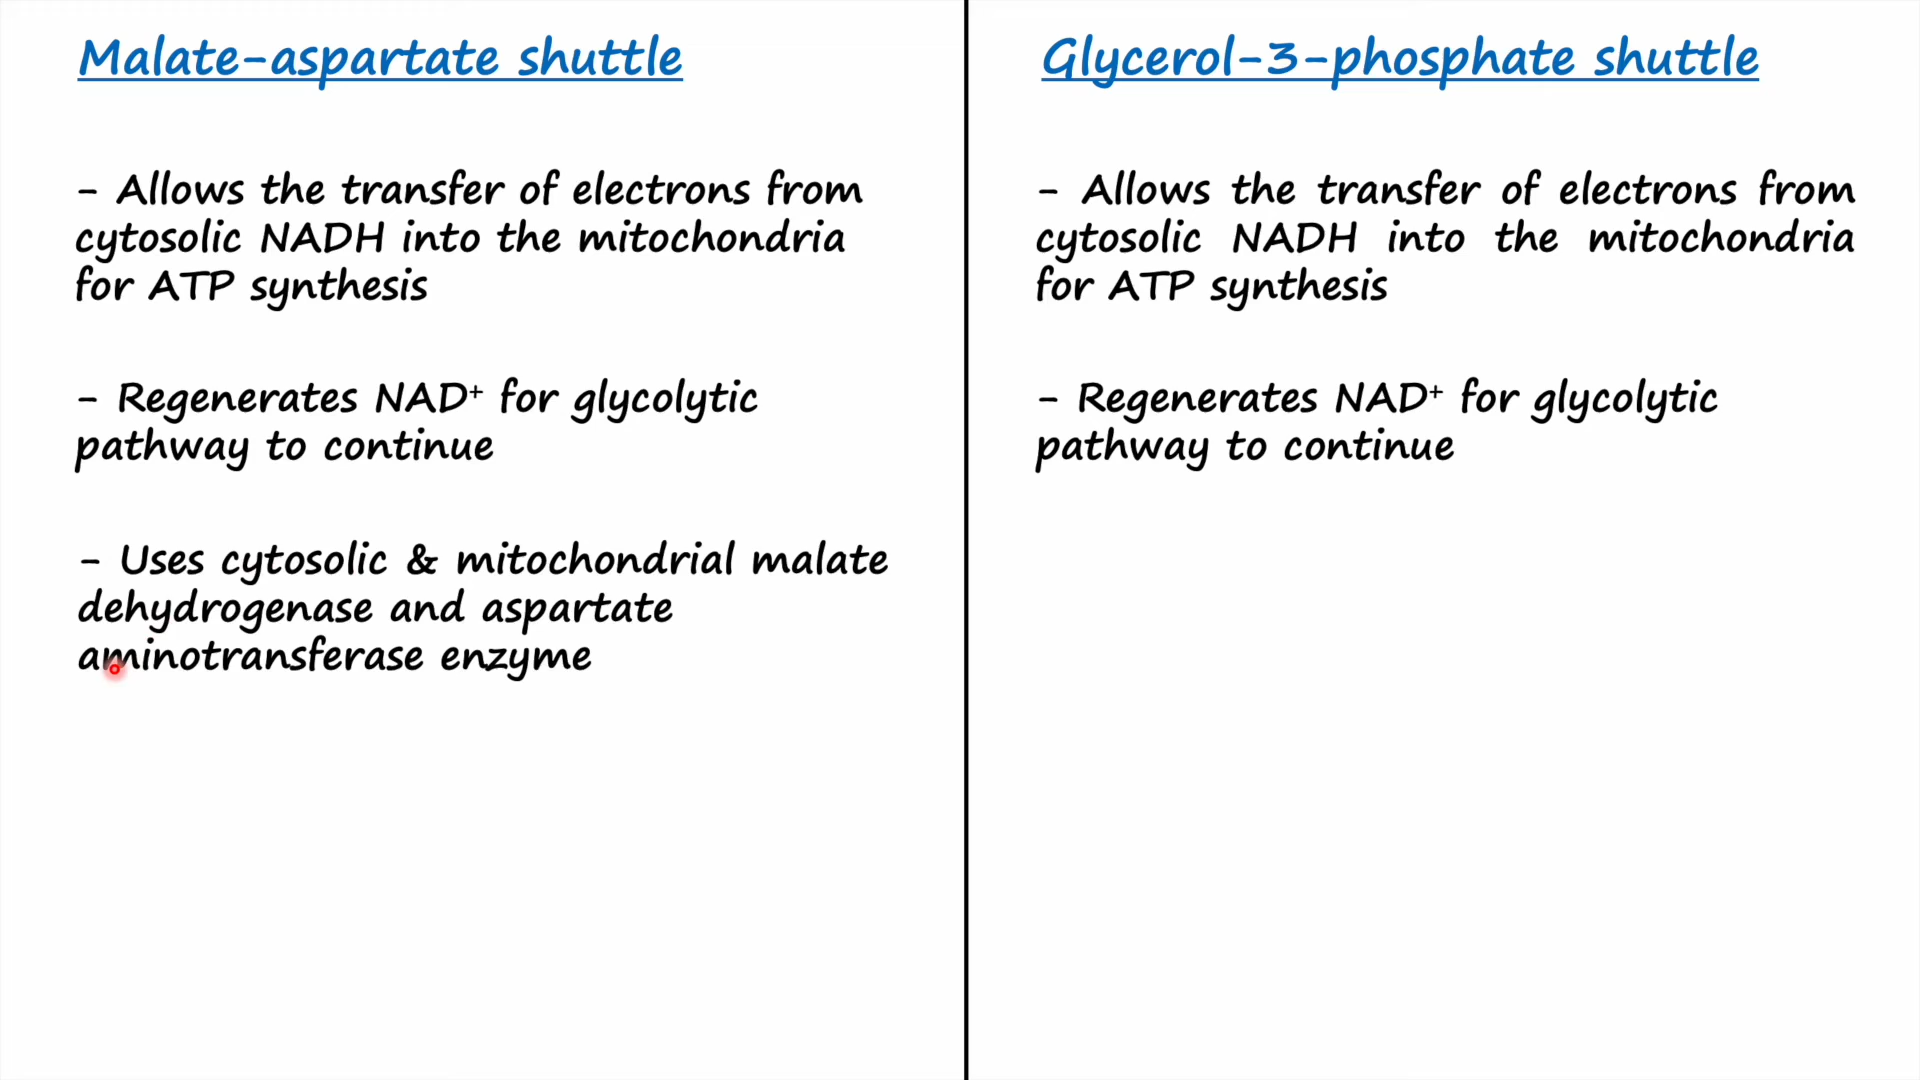 Malate-aspartate shuttle
- Allows the transfer of electrons from
cytosolic NADH into the mitochondria
for ATP synthesis
- Regenerates NAD⁺ for glycolytic
pathway to continue
- Uses cytosolic & mitochondrial malate
dehydrogenase and aspartate
aminotransferase enzyme
Glycerol-3-phosphate shuttle
- Allows the transfer of electrons from
cytosolic NADH into the mitochondria
for ATP synthesis
- Regenerates NAD⁺ for glycolytic
pathway to continue